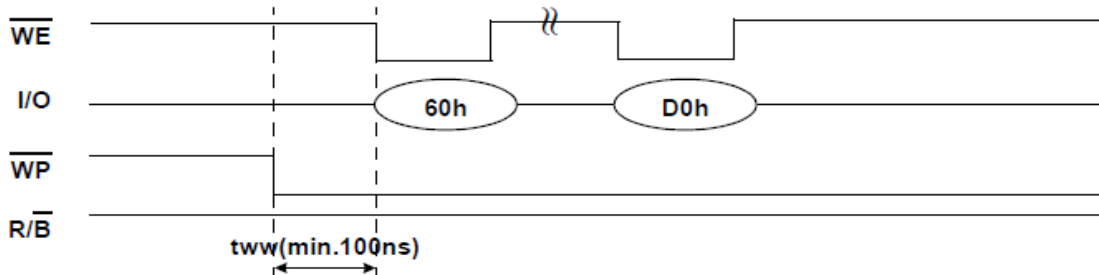 WE
I/O
60h
D0h
WP
R/B
tww(min.100ns)